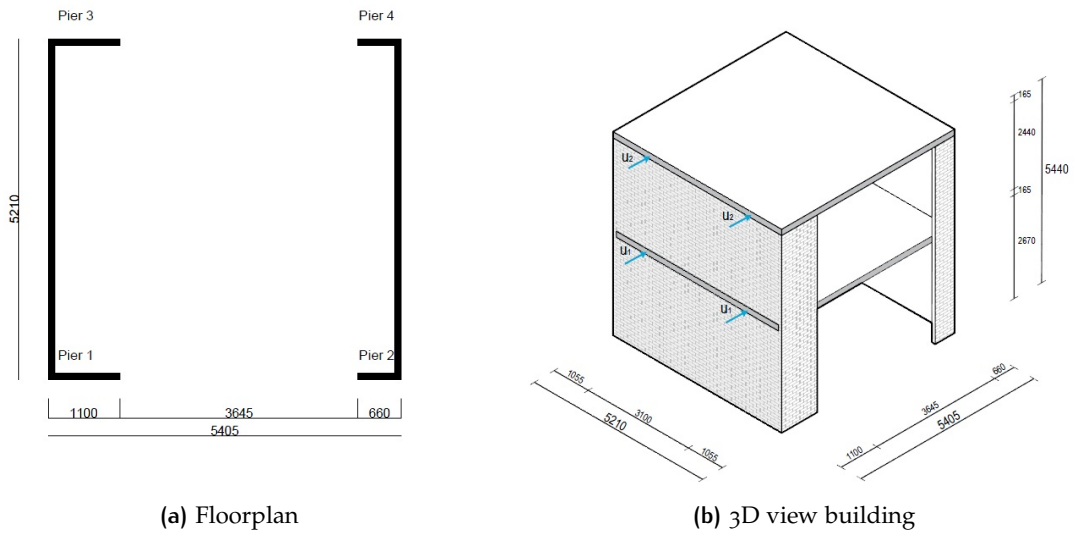 Pier 3
Pier 4
5210
Pier 1
Pier 2
1100
3645
660
5405
(a) Floorplan
u2
u2
u1
u1
165
2440
165
2670
5440
1055
3100
1055
5210
660
3645
1100
5405
(b) 3D view building